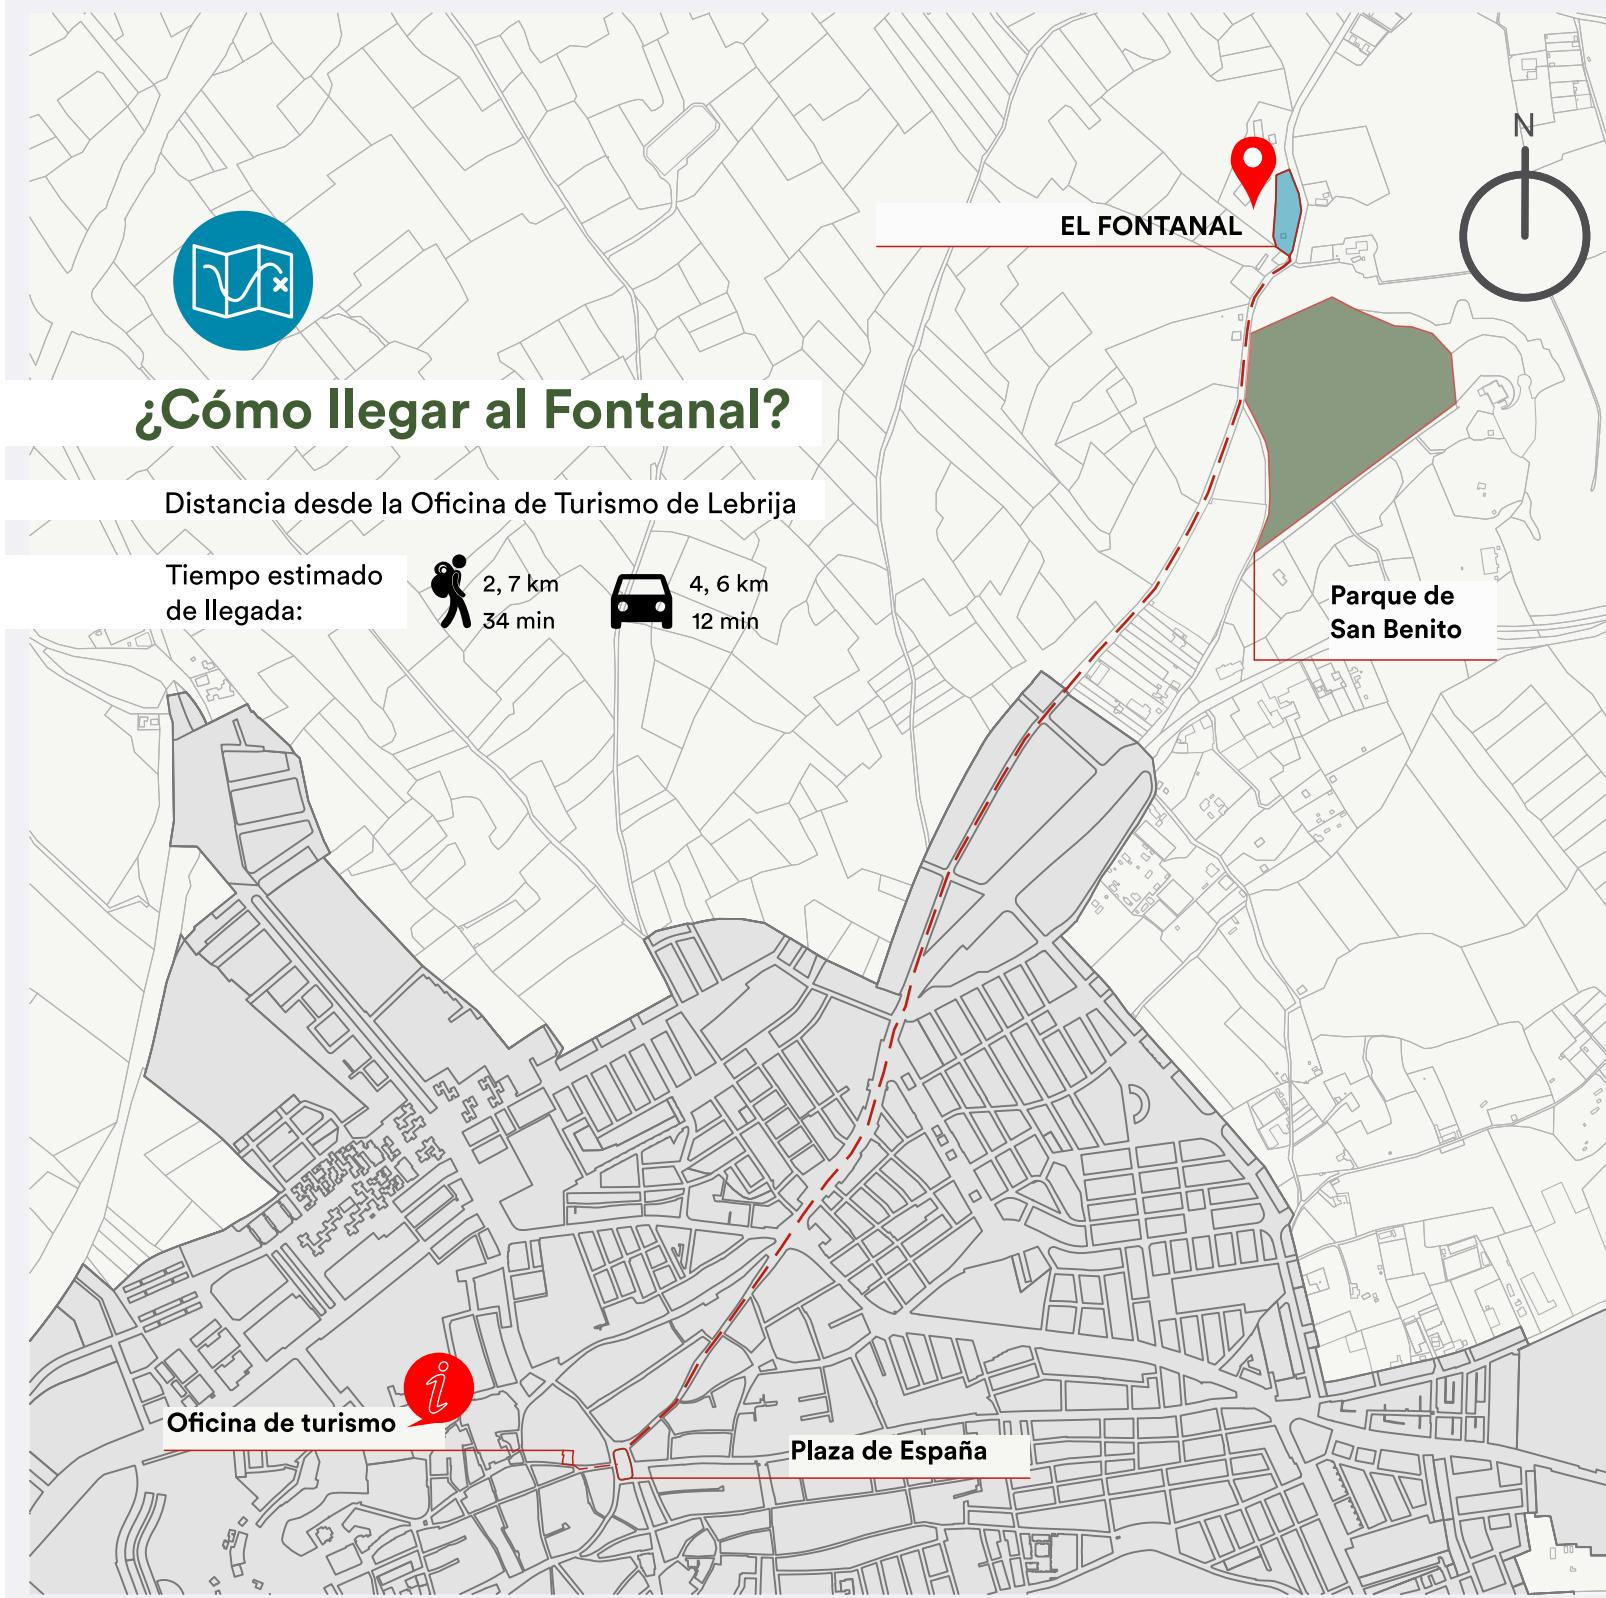 N
EL FONTANAL
¿Cómo llegar al Fontanal?
Distancia desde la Oficina de Turismo de Lebrija
Tiempo estimado
de llegada:
2, 7 km
34 min
4, 6 km
12 min
Parque de
San Benito
i
Oficina de turismo
Plaza de España